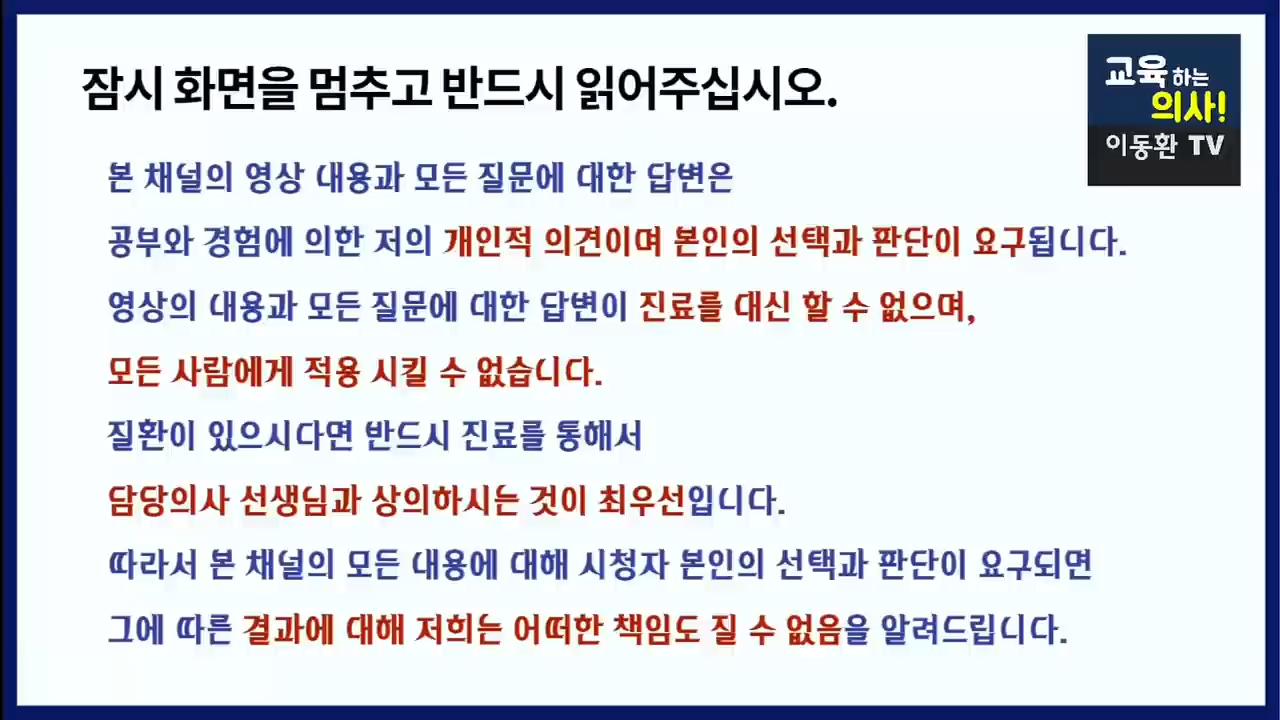 잠시 화면을 멈추고 반드시 읽어주십시오.
교육하는
의사!
이동환 TV
본 채널의 영상 내용과 모든 질문에 대한 답변은
공부와 경험에 의한 저의 개인적 의견이며 본인의 선택과 판단이 요구됩니다.
영상의 내용과 모든 질문에 대한 답변이 진료를 대신 할 수 없으며,
모든 사람에게 적용 시킬 수 없습니다.
질환이 있으시다면 반드시 진료를 통해서
담당의사 선생님과 상의하시는 것이 최우선입니다.
따라서 본 채널의 모든 내용에 대해 시청자 본인의 선택과 판단이 요구되면
그에 따른 결과에 대해 저희는 어떠한 책임도 질 수 없음을 알려드립니다.